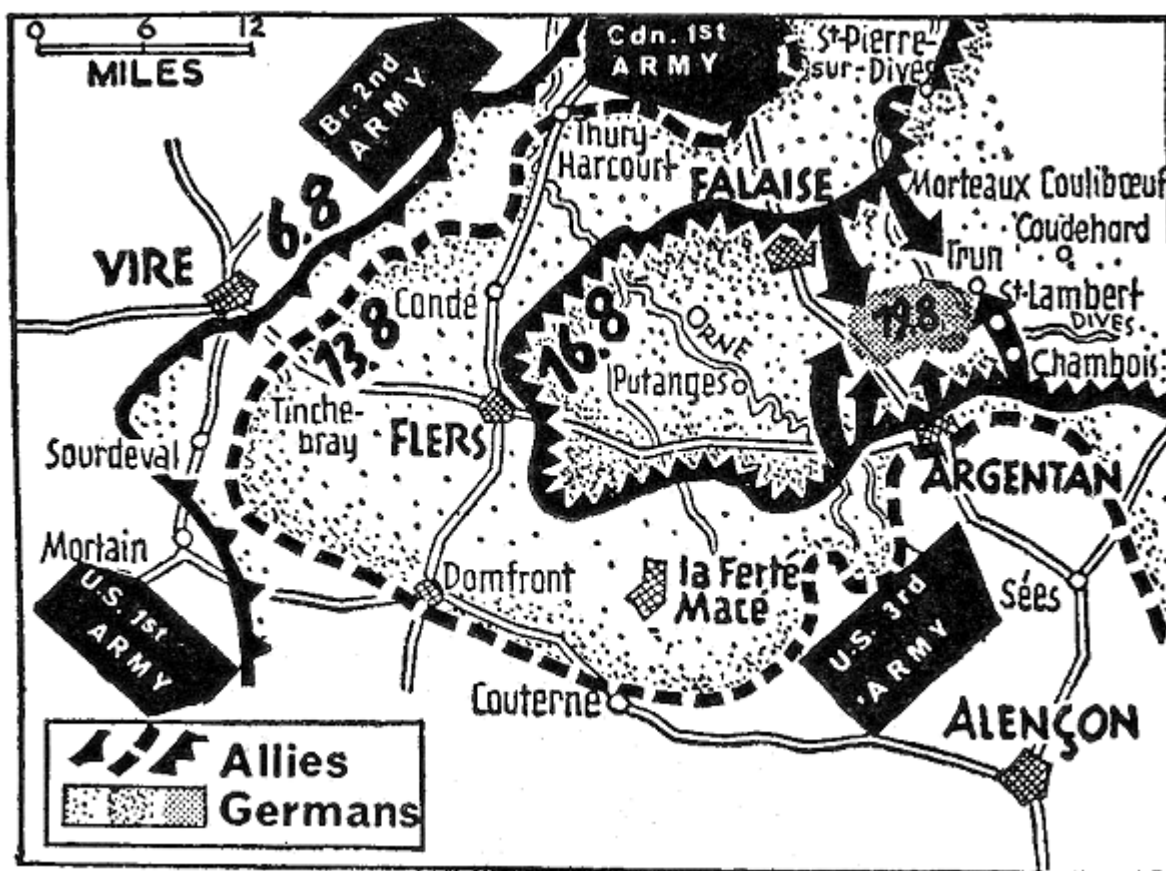 0 6 12
MILES
Br. 2nd
ARMY
Cdn. 1st
ARMY
St-Pierre-
sur-Dives
Thury-
Harcourt
FALAISE
Morteaux Coulibœuf
6.8
VIRE
Condé
Coudehard
Trun
St-Lambert
DIVES
19.8
13.8
16.8
ORNE
Putanges
Chambois
Tinche-
bray
FLERS
Sourdeval
ARGENTAN
Mortain
Domfront
la Ferté
Macé
Sées
U.S. 1st
ARMY
U.S. 3rd
ARMY
Couterne
ALENÇON
Allies
Germans